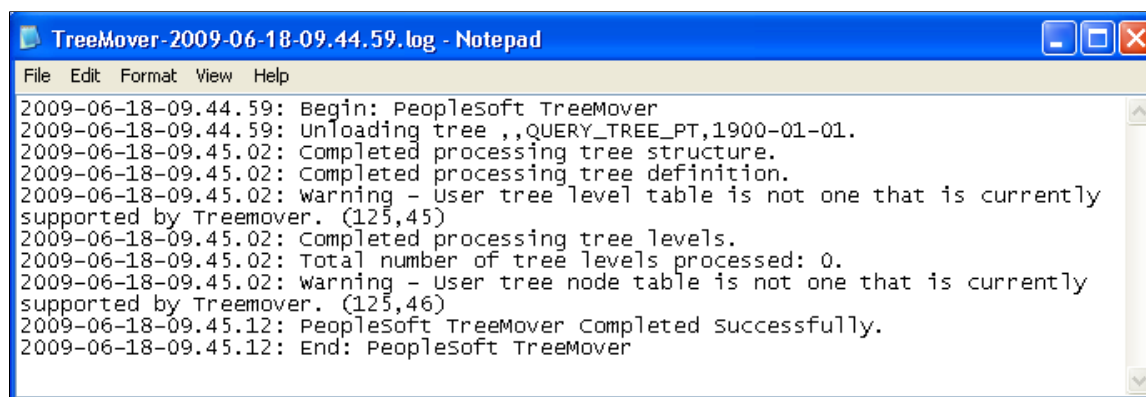 TreeMover-2009-06-18-09.44.59.log - Notepad
File Edit Format View Help
2009-06-18-09.44.59: Begin: PeopleSoft TreeMover
2009-06-18-09.44.59: Unloading tree ,,QUERY_TREE_PT,1900-01-01.
2009-06-18-09.45.02: Completed processing tree structure.
2009-06-18-09.45.02: Completed processing tree definition.
2009-06-18-09.45.02: Warning - User tree level table is not one that is currently
supported by Treemover. (125,45)
2009-06-18-09.45.02: Completed processing tree levels.
2009-06-18-09.45.02: Total number of tree levels processed: 0.
2009-06-18-09.45.02: Warning - User tree node table is not one that is currently
supported by Treemover. (125,46)
2009-06-18-09.45.12: PeopleSoft TreeMover Completed Successfully.
2009-06-18-09.45.12: End: PeopleSoft TreeMover